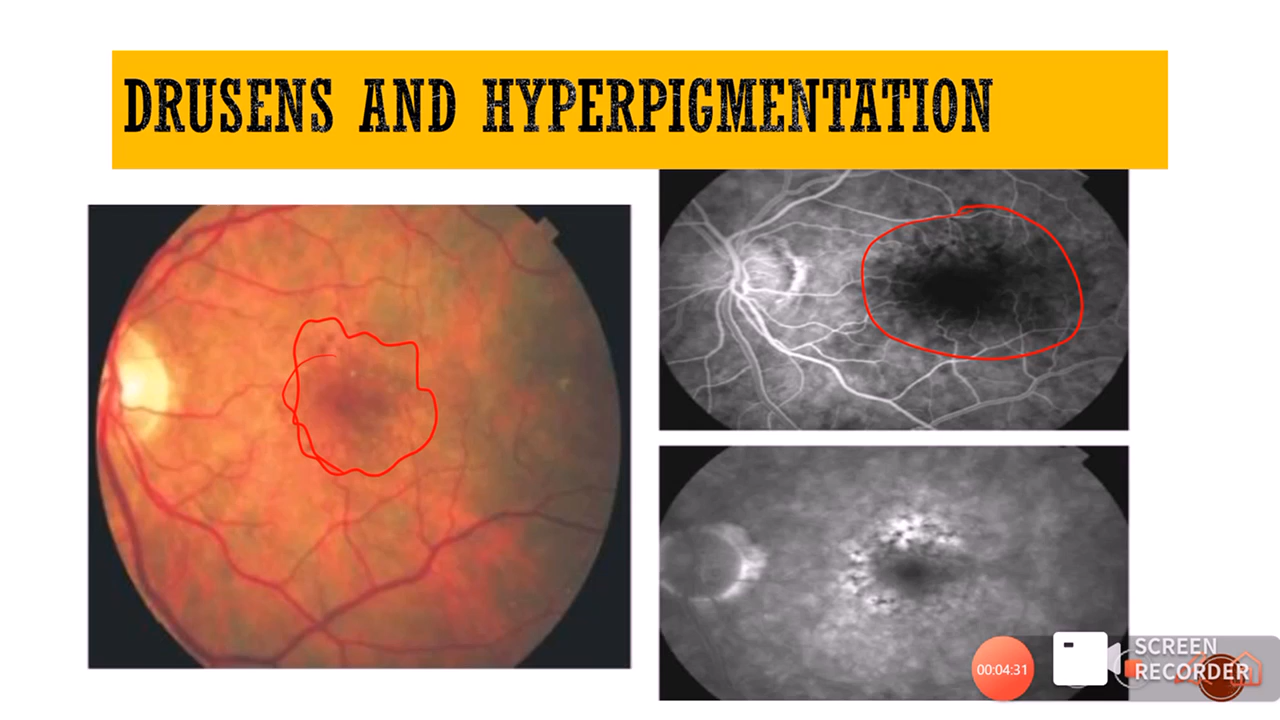 DRUSENS AND HYPERPIGMENTATION
00:04:31
SCREEN
RECORDER